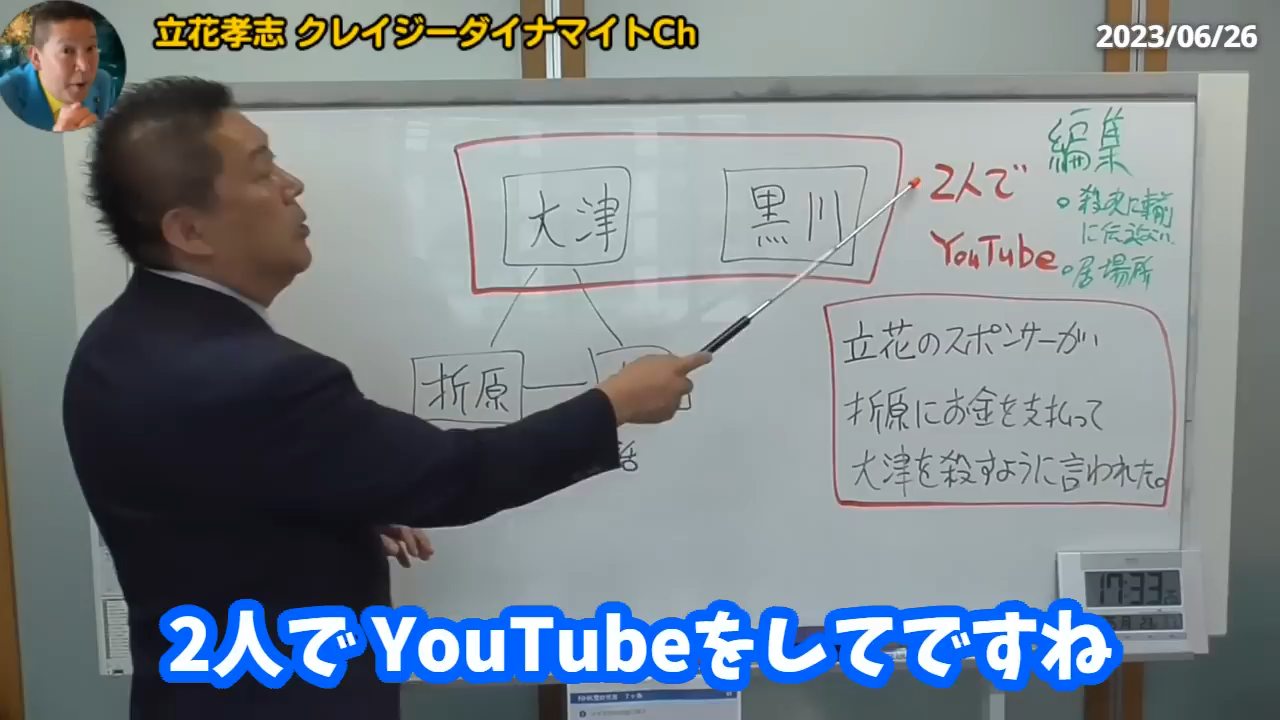 立花孝志 クレイジーダイナマイトCh
2023/06/26
編集
大津
黒川
2人で
YouTube
に伝えない
居場所
折原
話
立花のスポンサーが
折原にお金を支払って
大津を殺すように言われた。
17:33
2人で YouTubeをしてですね